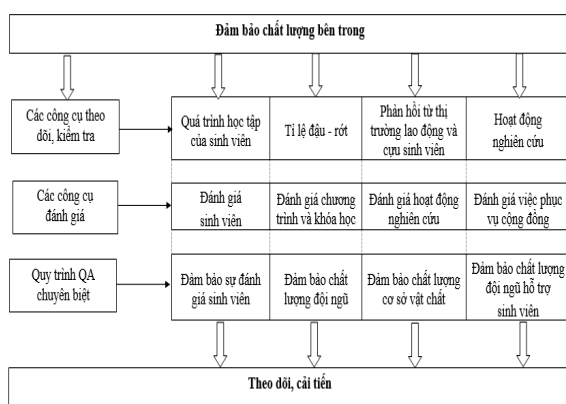 Đảm bảo chất lượng bên trong
Các công cụ theo
dõi, kiểm tra
Quá trình học tập
của sinh viên
Tỉ lệ đậu - rớt
Phản hồi từ thị
trường lao động và
cựu sinh viên
Hoạt động
nghiên cứu
Các công cụ
đánh giá
Đánh giá
sinh viên
Đánh giá chương
trình và khóa học
Đánh giá hoạt động
nghiên cứu
Đánh giá việc phục
vụ cộng đồng
Quy trình QA
chuyên biệt
Đảm bảo sự đánh
giá sinh viên
Đảm bảo chất
lượng đội ngũ
Đảm bảo chất lượng
cơ sở vật chất
Đảm bảo chất lượng
đội ngũ hỗ trợ
sinh viên
Theo dõi, cải tiến